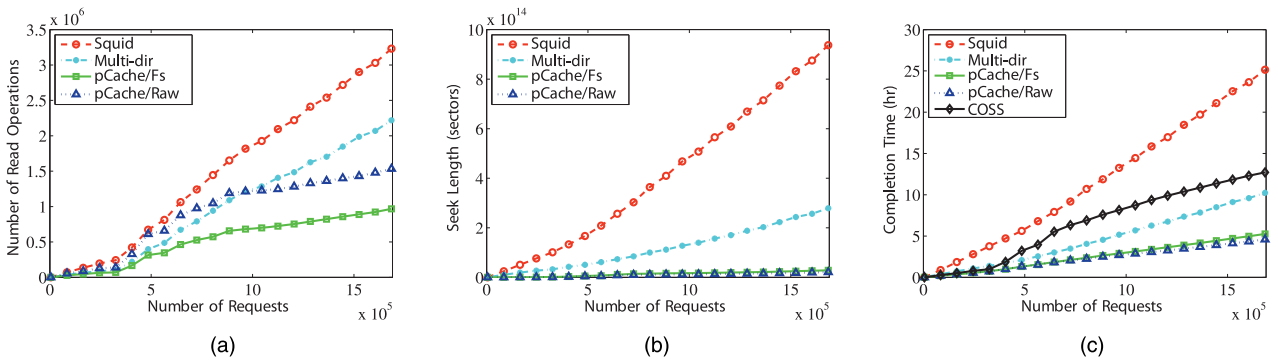 x 10^6
3.5
3
2.5
2
1.5
1
0.5
0
Number of Read Operations
Squid
Multi-dir
pCache/Fs
pCache/Raw
0
5
10
15
Number of Requests
x 10^5
(a)
x 10^14
10
8
6
4
2
0
Seek Length (sectors)
Squid
Multi-dir
pCache/Fs
pCache/Raw
0
5
10
15
Number of Requests
x 10^5
(b)
30
25
20
15
10
5
0
Completion Time (hr)
Squid
Multi-dir
pCache/Fs
pCache/Raw
COSS
0
5
10
15
Number of Requests
x 10^5
(c)